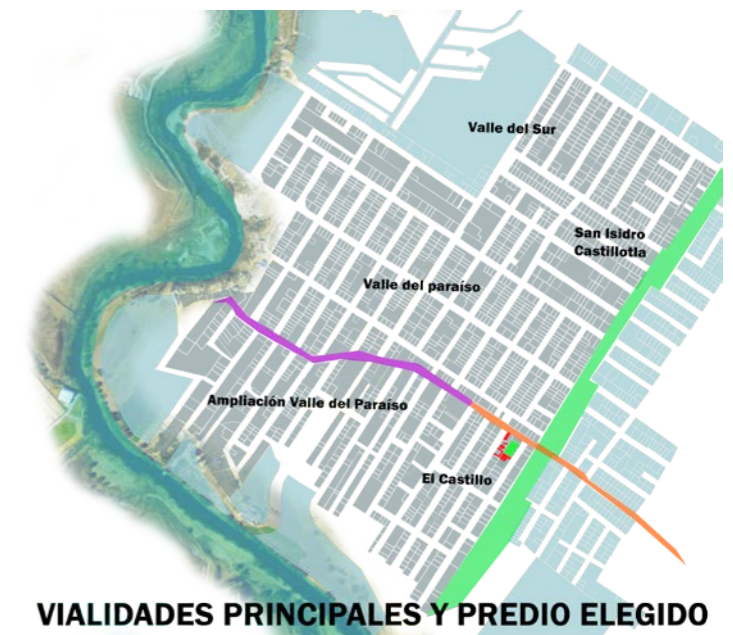 Valle del Sur
San Isidro
Castillotla
Valle del paraíso
Ampliación Valle del Paraíso
El Castillo
VIALIDADES PRINCIPALES Y PREDIO ELEGIDO